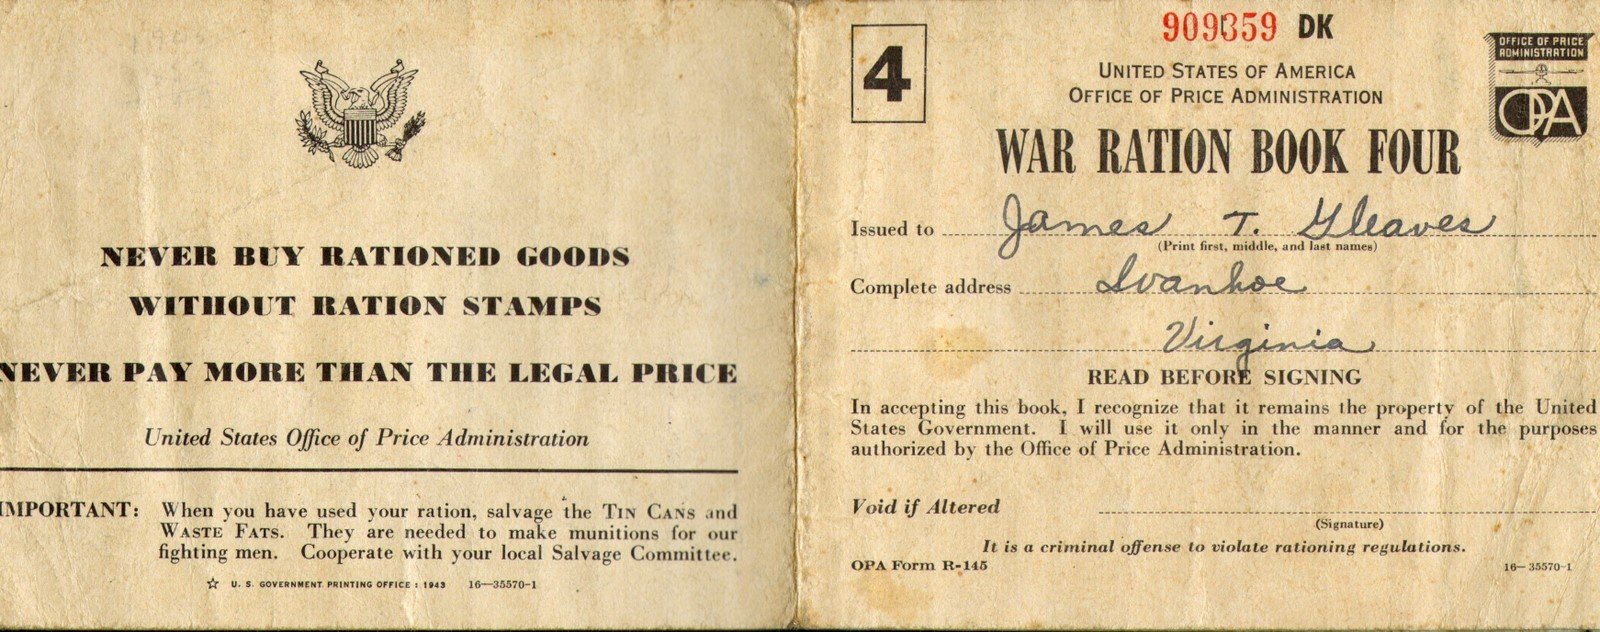 NEVER BUY RATIONED GOODS
WITHOUT RATION STAMPS
NEVER PAY MORE THAN THE LEGAL PRICE
United States Office of Price Administration
IMPORTANT: When you have used your ration, salvage the TIN CANS and
WASTE FATS. They are needed to make munitions for our
fighting men. Cooperate with your local Salvage Committee.
☆ U. S. GOVERNMENT PRINTING OFFICE : 1943 16—35570-1
4
909359 DK
OFFICE OF PRICE
ADMINISTRATION
OPA
UNITED STATES OF AMERICA
OFFICE OF PRICE ADMINISTRATION
WAR RATION BOOK FOUR
Issued to James T. Gleaves
(Print first, middle, and last names)
Complete address Ivanhoe
Virginia
READ BEFORE SIGNING
In accepting this book, I recognize that it remains the property of the United
States Government. I will use it only in the manner and for the purposes
authorized by the Office of Price Administration.
Void if Altered
(Signature)
It is a criminal offense to violate rationing regulations.
OPA Form R-145 16—35570-1